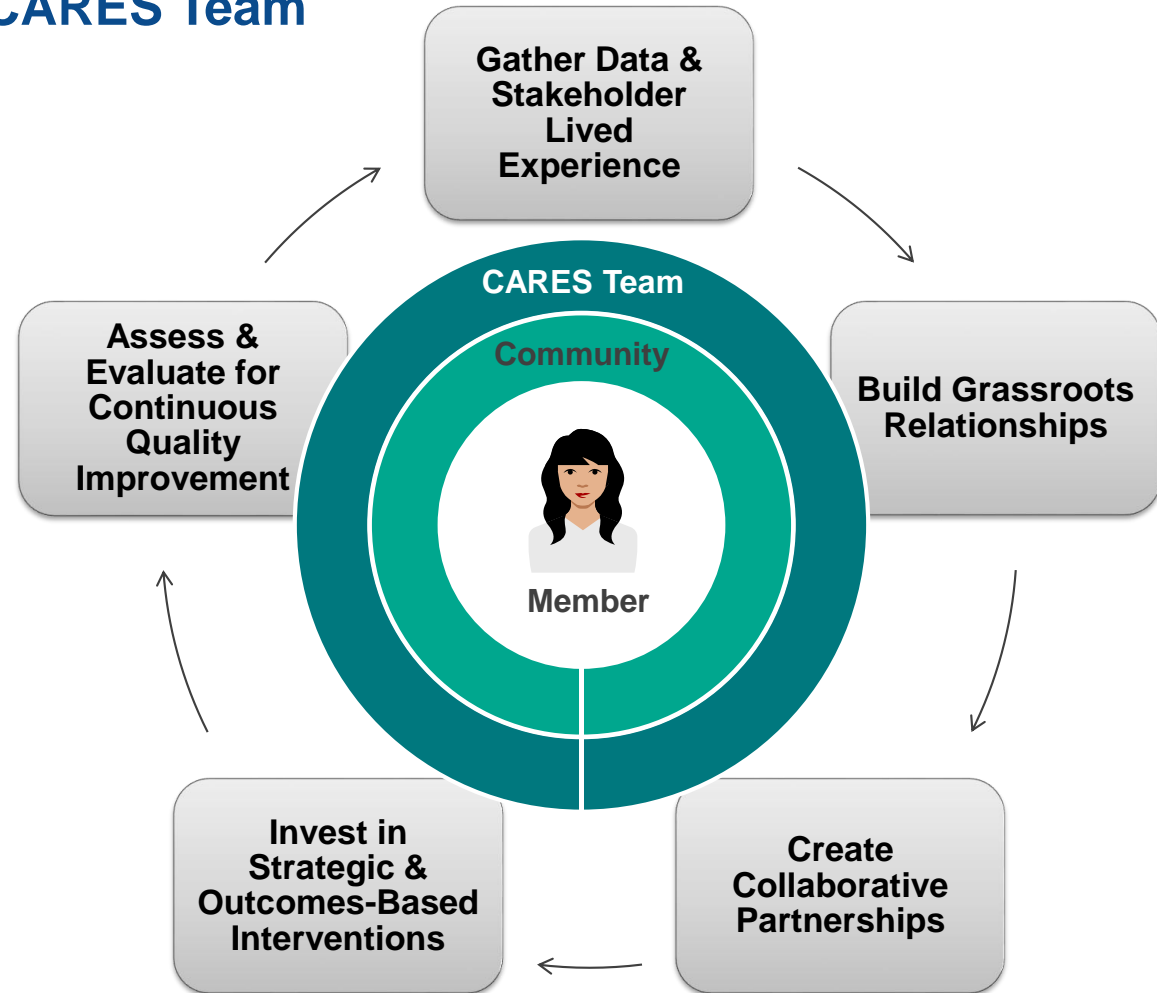 CARES Team
Gather Data &
Stakeholder
Lived
Experience
CARES Team
Community
Member
Build Grassroots
Relationships
Create
Collaborative
Partnerships
Invest in
Strategic &
Outcomes-Based
Interventions
Assess &
Evaluate for
Continuous
Quality
Improvement